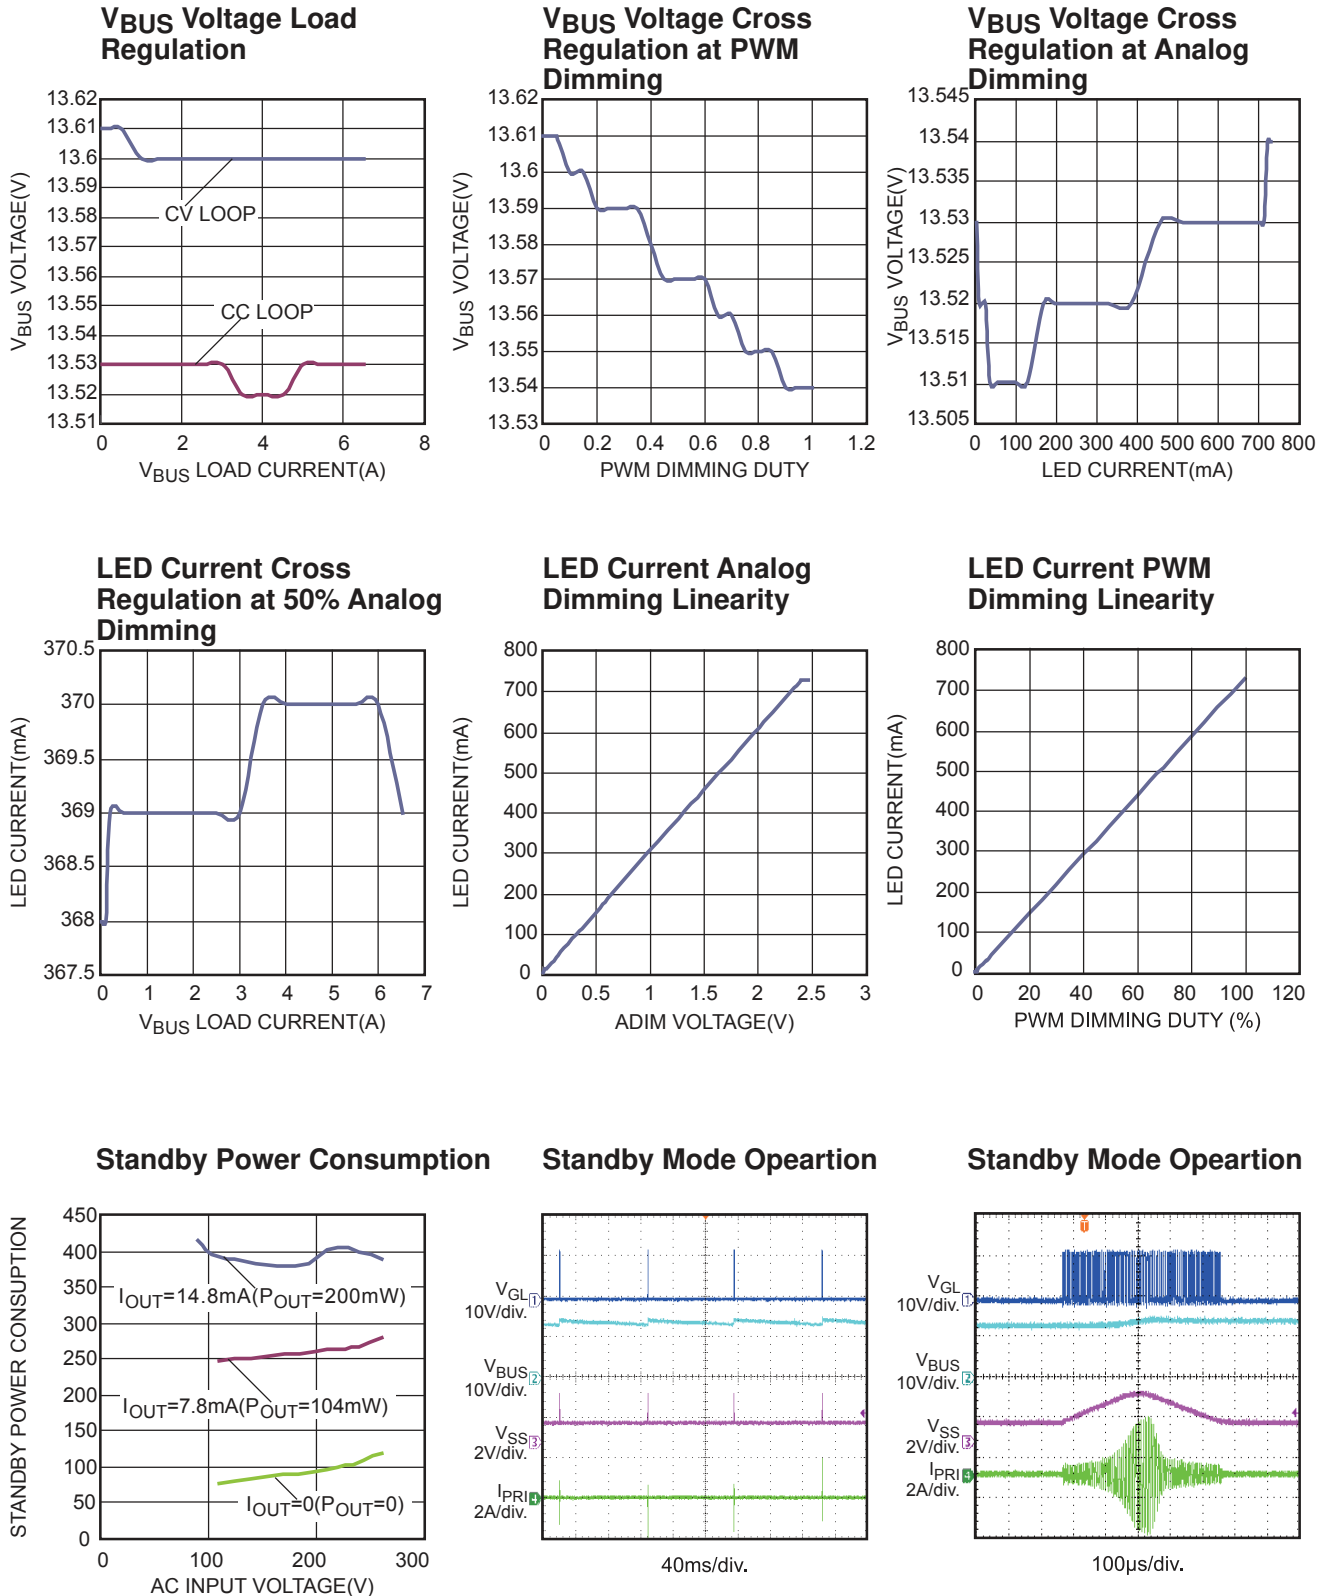 VBUS Voltage Load
Regulation
13.62
13.61
13.6
13.59
13.58
13.57
13.56
13.55
13.54
13.53
13.52
13.51
VBUS VOLTAGE(V)
CV LOOP
CC LOOP
0 2 4 6 8
VBUS LOAD CURRENT(A)
VBUS Voltage Cross
Regulation at PWM
Dimming
13.62
13.61
13.6
13.59
13.58
13.57
13.56
13.55
13.54
13.53
VBUS VOLTAGE(V)
0 0.2 0.4 0.6 0.8 1 1.2
PWM DIMMING DUTY
VBUS Voltage Cross
Regulation at Analog
Dimming
13.545
13.54
13.535
13.53
13.525
13.520
13.515
13.51
13.505
VBUS VOLTAGE(V)
0 100 200 300 400 500 600 700 800
LED CURRENT(mA)
LED Current Cross
Regulation at 50% Analog
Dimming
370.5
370
369.5
369
368.5
368
367.5
LED CURRENT(mA)
0 1 2 3 4 5 6 7
VBUS LOAD CURRENT(A)
LED Current Analog
Dimming Linearity
800
700
600
500
400
300
200
100
0
LED CURRENT(mA)
0 0.5 1 1.5 2 2.5 3
ADIM VOLTAGE(V)
LED Current PWM
Dimming Linearity
800
700
600
500
400
300
200
100
0
LED CURRENT(mA)
0 20 40 60 80 100 120
PWM DIMMING DUTY (%)
Standby Power Consumption
450
400
350
300
250
200
150
100
50
0
STANDBY POWER CONSUPTION
IOUT=14.8mA(POUT=200mW)
IOUT=7.8mA(POUT=104mW)
IOUT=0(POUT=0)
0 100 200 300
AC INPUT VOLTAGE(V)
Standby Mode Opeartion
VGL
10V/div.
1
VBUS
10V/div.
2
VSS
2V/div.
3
IPRI
2A/div.
4
40ms/div.
Standby Mode Opeartion
T
VGL
10V/div.
1
VBUS
10V/div.
2
VSS
2V/div.
3
IPRI
2A/div.
4
100µs/div.